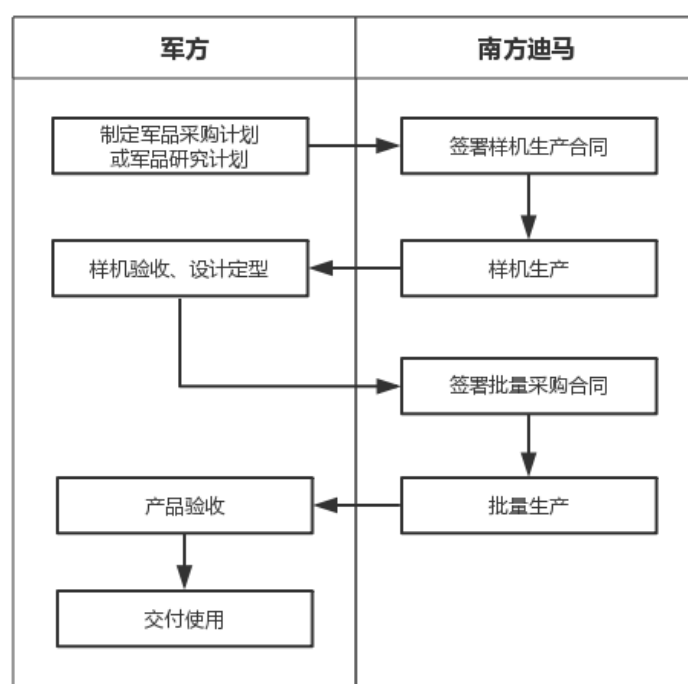 军方
南方迪马
制定军品采购计划
或军品研究计划
签署样机生产合同
样机验收、设计定型
样机生产
签署批量采购合同
产品验收
批量生产
交付使用